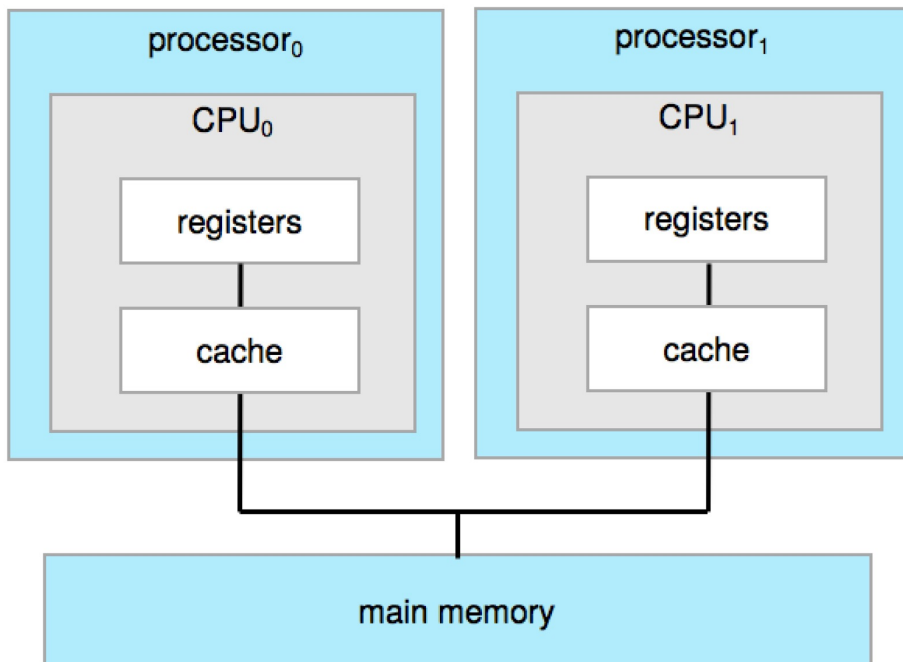 processor₀
CPU₀
registers
cache
processor₁
CPU₁
registers
cache
main memory